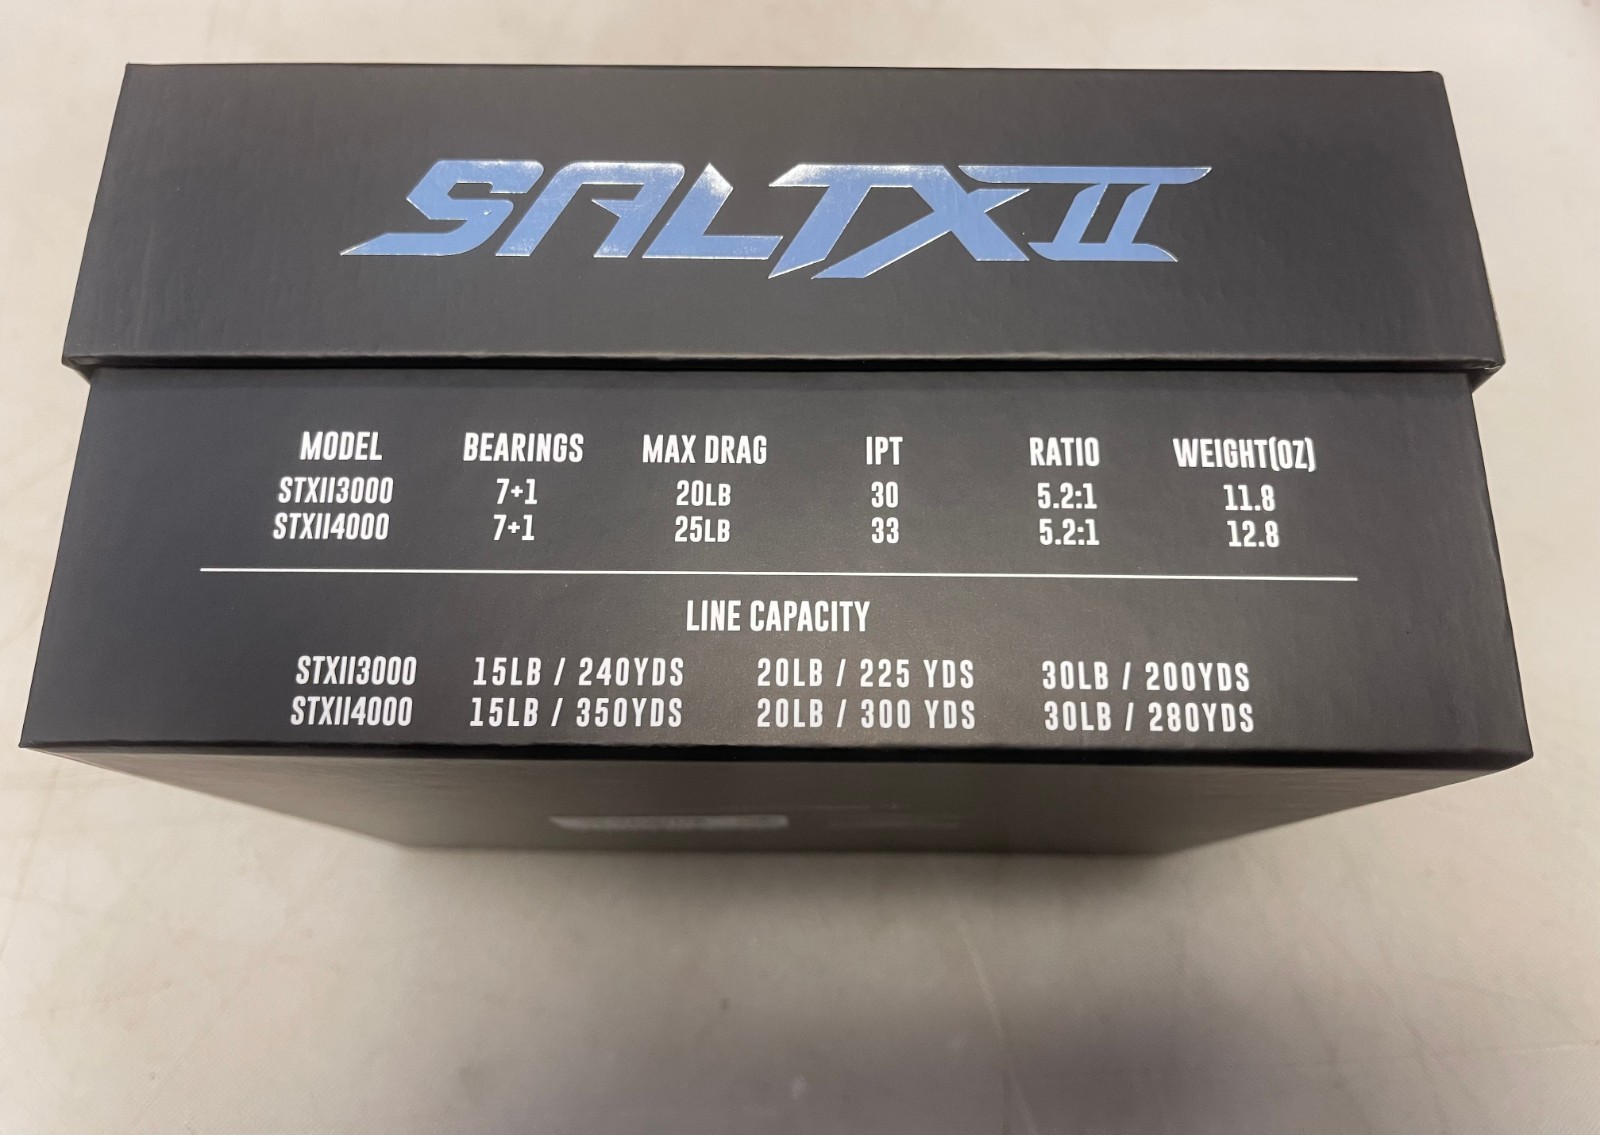 SALTXII
MODEL BEARINGS MAX DRAG IPT RATIO WEIGHT(OZ)
STXII3000 7+1 20LB 30 5.2:1 11.8
STXII4000 7+1 25LB 33 5.2:1 12.8
LINE CAPACITY
STXII3000 15LB / 240YDS 20LB / 225 YDS 30LB / 200YDS
STXII4000 15LB / 350YDS 20LB / 300 YDS 30LB / 280YDS